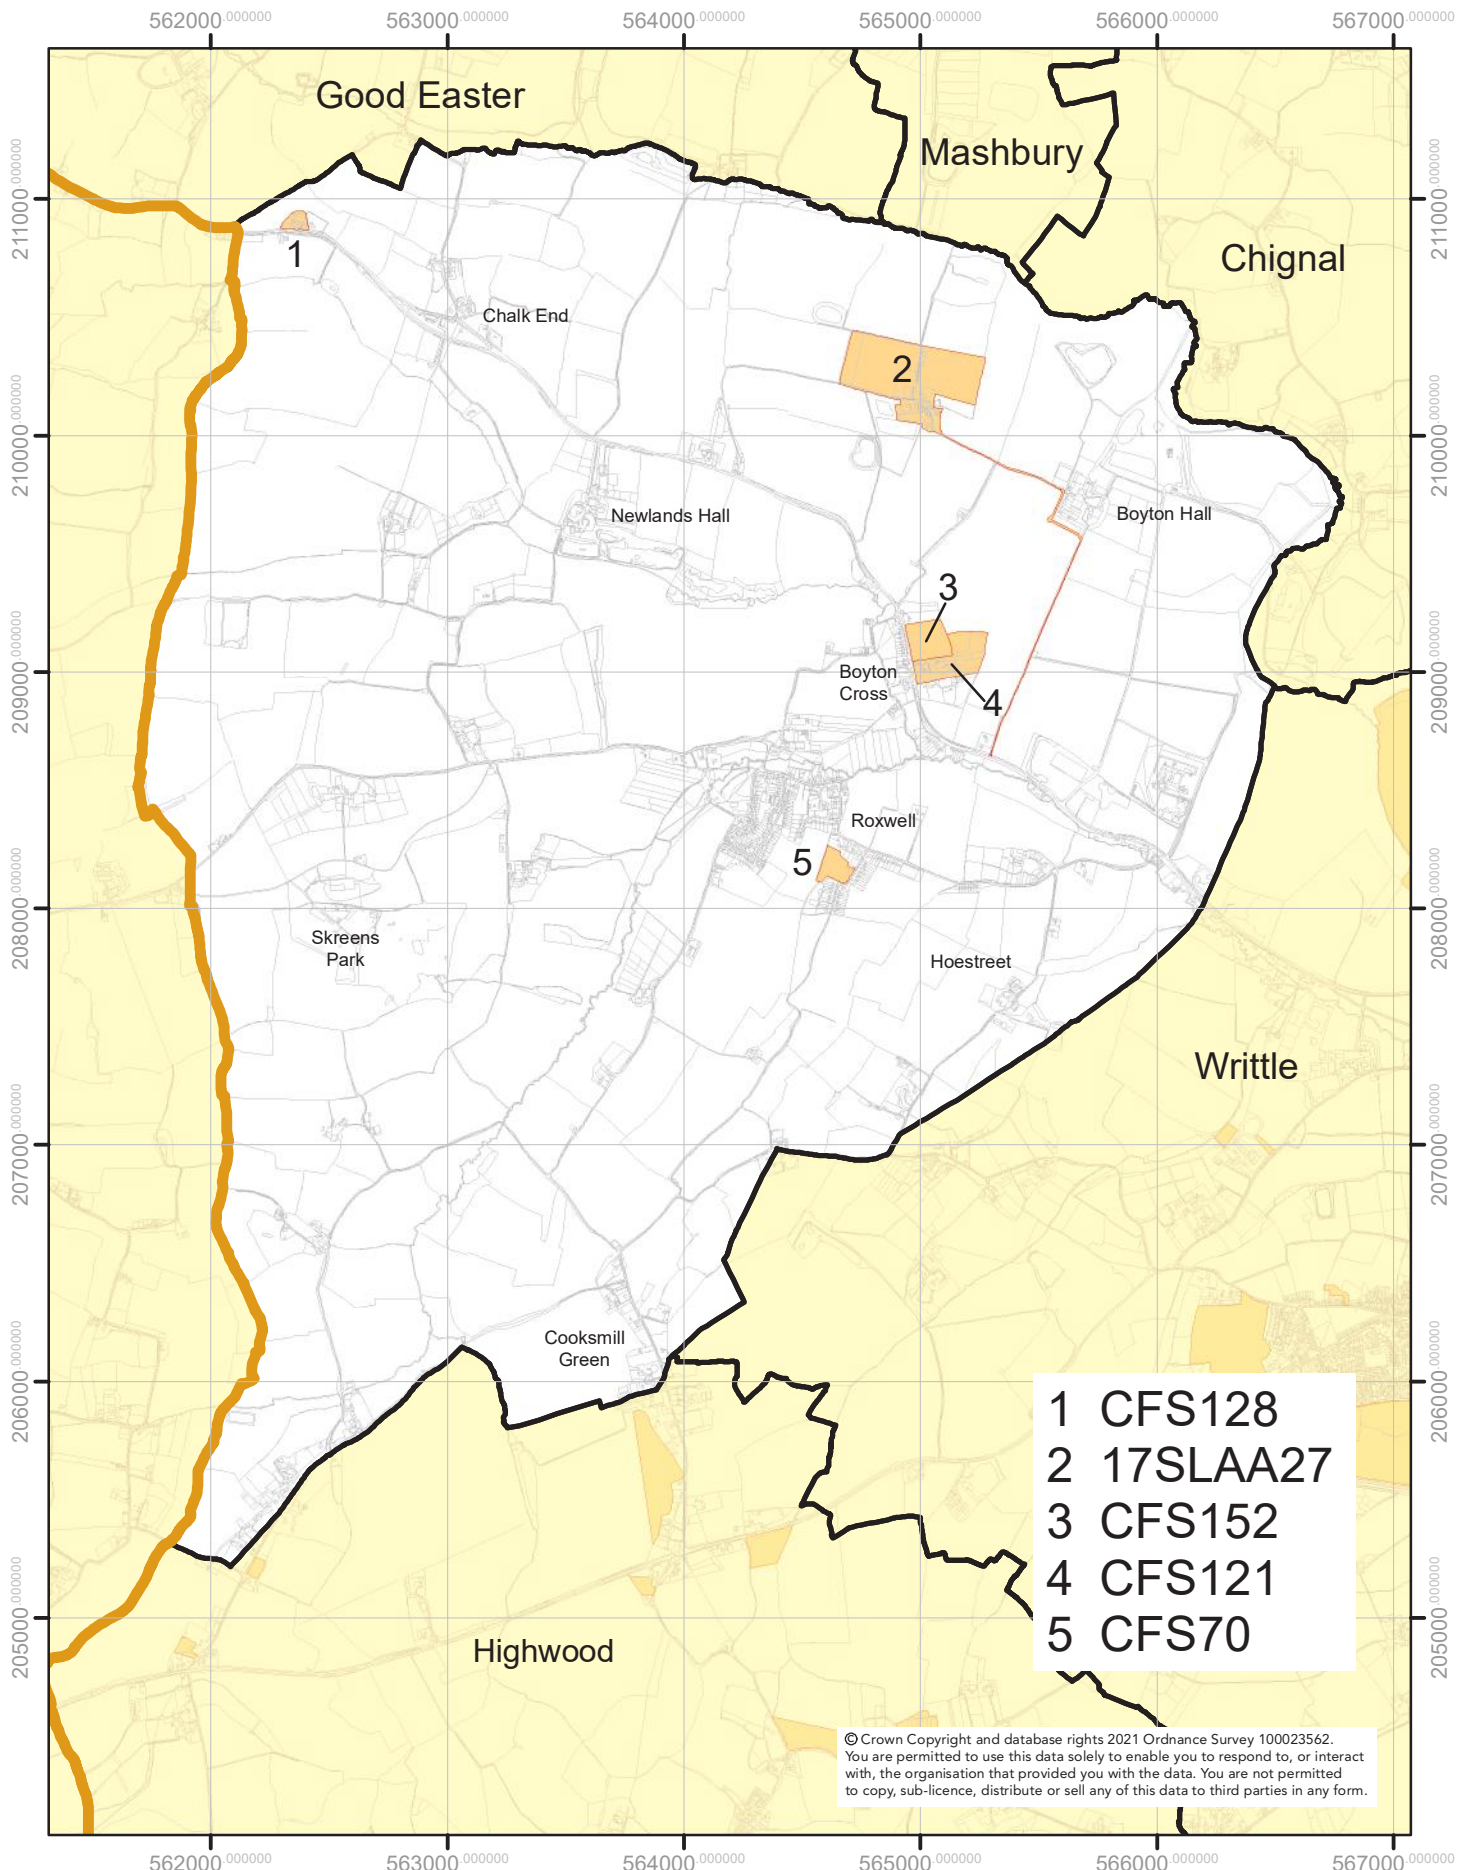 562000.000000 563000.000000 564000.000000 565000.000000 566000.000000 567000.000000
Good Easter
Mashbury
211000.000000
211000.000000
Chignal
1
Chalk End
2
210000.000000
210000.000000
Newlands Hall
Boyton Hall
3
Boyton
Cross
4
209000.000000
209000.000000
Roxwell
5
208000.000000
208000.000000
Skreens
Park
Hoestreet
Writtle
207000.000000
207000.000000
Cooksmill
Green
206000.000000
206000.000000
1 CFS128
2 17SLAA27
3 CFS152
4 CFS121
5 CFS70
205000.000000
205000.000000
Highwood
© Crown Copyright and database rights 2021 Ordnance Survey 100023562.
You are permitted to use this data solely to enable you to respond to, or interact
with, the organisation that provided you with the data. You are not permitted
to copy, sub-licence, distribute or sell any of this data to third parties in any form.
562000.000000 563000.000000 564000.000000 565000.000000 566000.000000 567000.000000